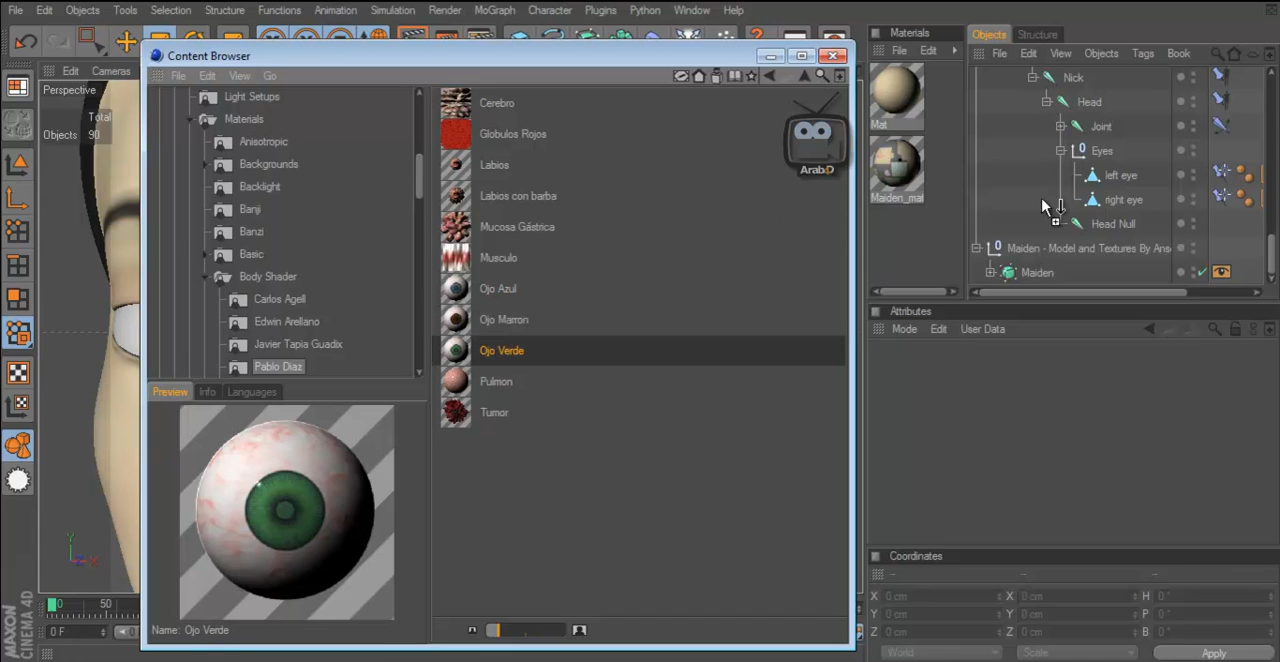 File Edit Objects Tools Selection Structure Functions Animation Simulation Render MoGraph Character Plugins Python Window Help
Edit Cameras
Perspective
Total
Objects 90
0 50
0 F
MAXON
CINEMA 4D
Content Browser
File Edit View Go
Light Setups
Materials
Anisotropic
Backgrounds
Backlight
Banji
Banzi
Basic
Body Shader
Carlos Agell
Edwin Arellano
Javier Tapia Guadix
Pablo Diaz
Cerebro
Globulos Rojos
Labios
Labios con barba
Mucosa Gástrica
Musculo
Ojo Azul
Ojo Marron
Ojo Verde
Pulmon
Tumor
Arab4D
Preview Info Languages
Name: Ojo Verde
Materials
File Edit
Mat
Maiden_mat
Objects Structure
File Edit View Objects Tags Book
Nick
Head
Joint
Eyes
left eye
right eye
Head Null
Maiden - Model and Textures By Ans
Maiden
Attributes
Mode Edit User Data
Coordinates
-- -- --
X 0 cm X 0 cm H 0 °
Y 0 cm Y 0 cm P 0 °
Z 0 cm Z 0 cm B 0 °
World Scale Apply